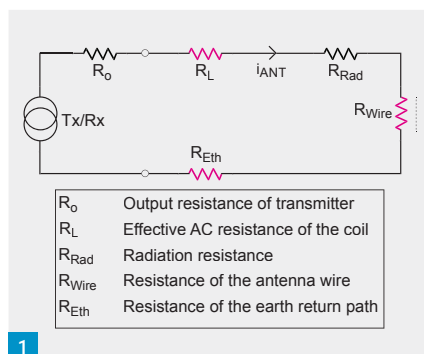 Ro
RL
iANT
RRad
Tx/Rx
RWire
REth
Ro Output resistance of transmitter
RL Effective AC resistance of the coil
RRad Radiation resistance
RWire Resistance of the antenna wire
REth Resistance of the earth return path
1